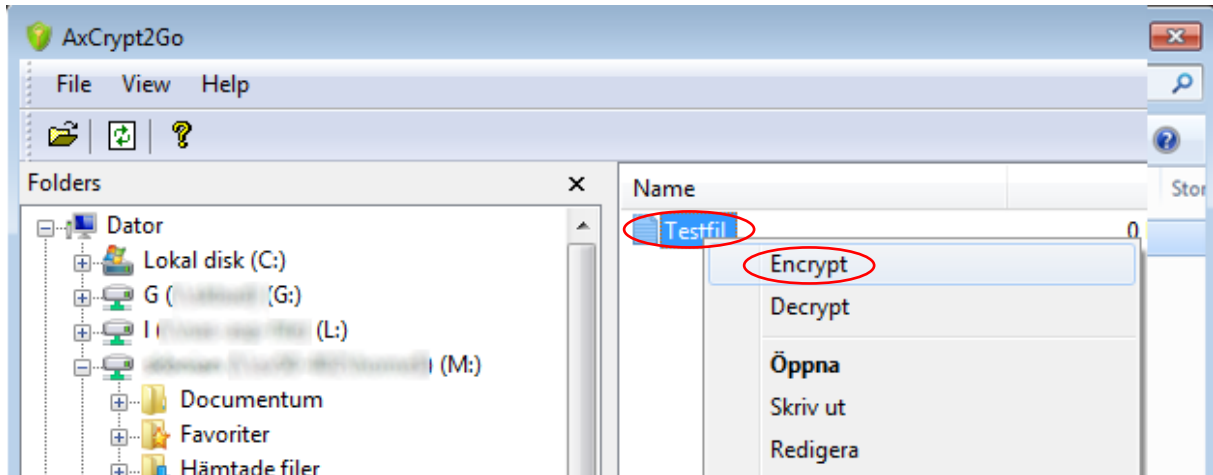 AxCrypt2Go
File View Help
Folders
Name
Stor
Dator
Lokal disk (C:)
G ( (G:)
(L:)
(M:)
Documentum
Favoriter
Hämtade filer
Testfil
0
Encrypt
Decrypt
Öppna
Skriv ut
Redigera